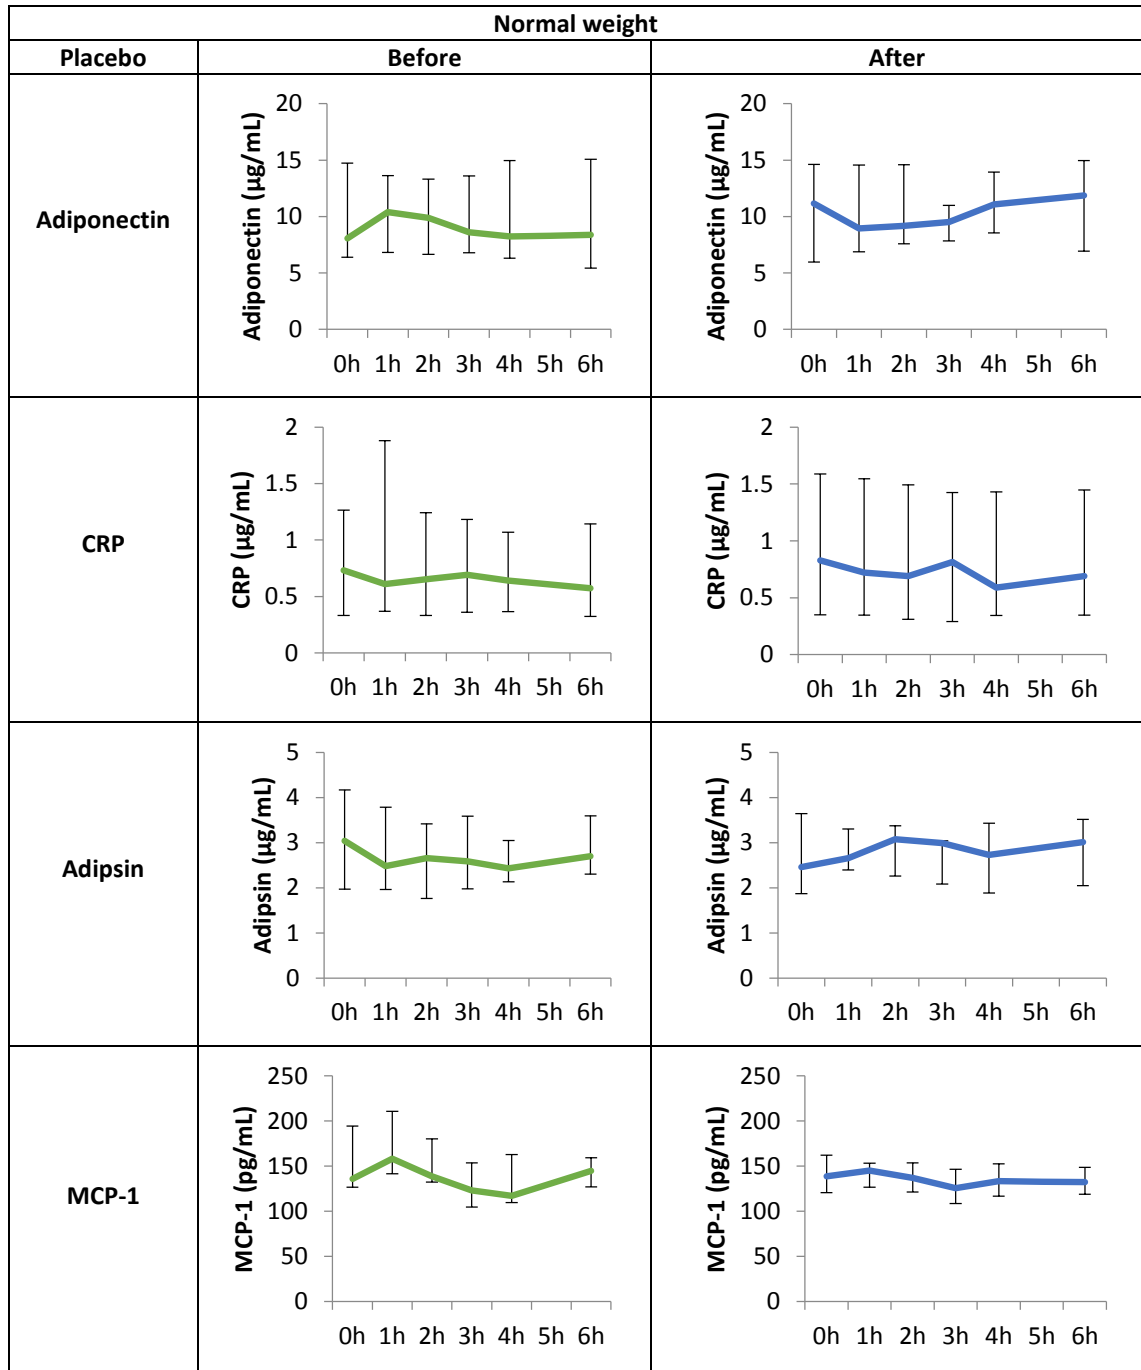 Normal weight
Placebo Before After
Adiponectin
Adiponectin (µg/mL)
20
15
10
5
0
0h 1h 2h 3h 4h 5h 6h
Adiponectin (µg/mL)
20
15
10
5
0
0h 1h 2h 3h 4h 5h 6h
CRP
CRP (µg/mL)
2
1.5
1
0.5
0
0h 1h 2h 3h 4h 5h 6h
CRP (µg/mL)
2
1.5
1
0.5
0
0h 1h 2h 3h 4h 5h 6h
Adipsin
Adipsin (µg/mL)
5
4
3
2
1
0
0h 1h 2h 3h 4h 5h 6h
Adipsin (µg/mL)
5
4
3
2
1
0
0h 1h 2h 3h 4h 5h 6h
MCP-1
MCP-1 (pg/mL)
250
200
150
100
50
0
0h 1h 2h 3h 4h 5h 6h
MCP-1 (pg/mL)
250
200
150
100
50
0
0h 1h 2h 3h 4h 5h 6h